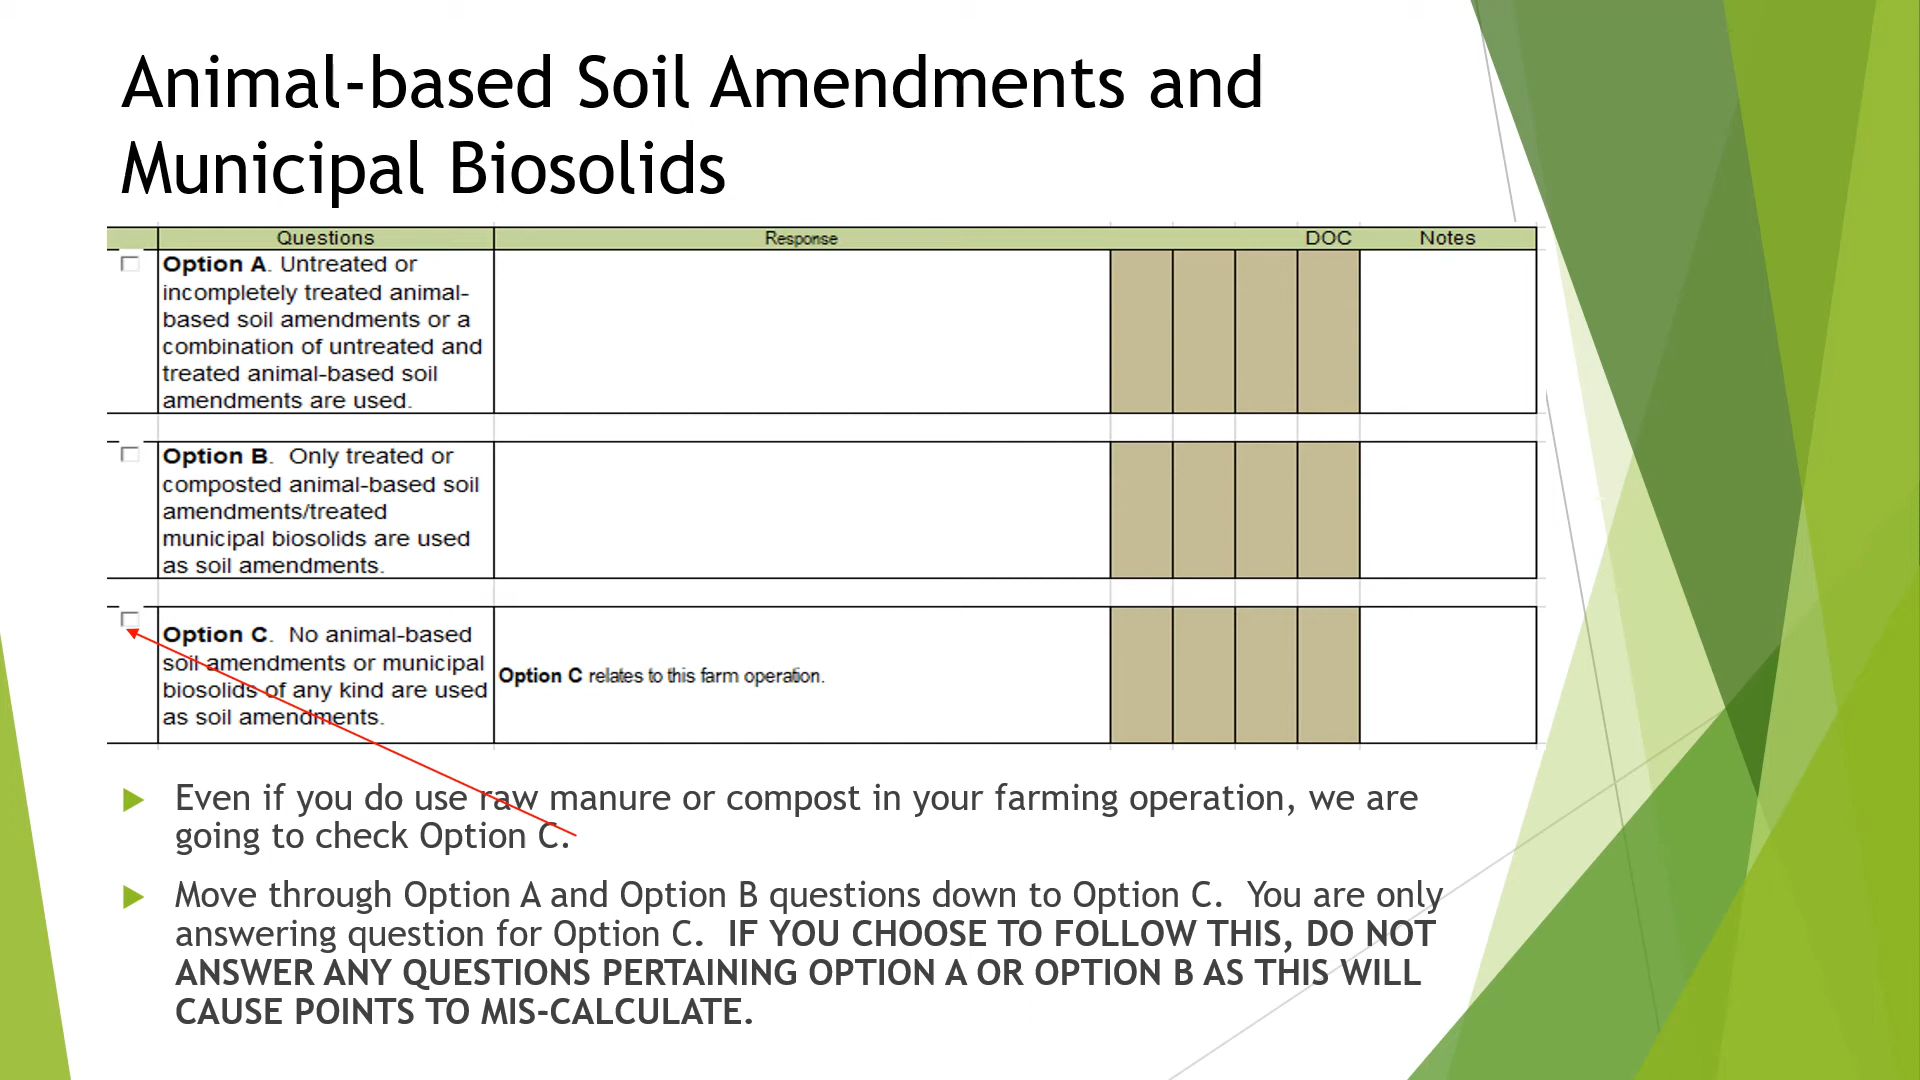 Animal-based Soil Amendments and
Municipal Biosolids
Questions Response DOC Notes
Option A. Untreated or
incompletely treated animal-
based soil amendments or a
combination of untreated and
treated animal-based soil
amendments are used.
Option B.  Only treated or
composted animal-based soil
amendments/treated
municipal biosolids are used
as soil amendments.
Option C.  No animal-based
soil amendments or municipal
biosolids of any kind are used
as soil amendments.
Option C relates to this farm operation.
Even if you do use raw manure or compost in your farming operation, we are
going to check Option C.
Move through Option A and Option B questions down to Option C.  You are only
answering question for Option C.  IF YOU CHOOSE TO FOLLOW THIS, DO NOT
ANSWER ANY QUESTIONS PERTAINING OPTION A OR OPTION B AS THIS WILL
CAUSE POINTS TO MIS-CALCULATE.